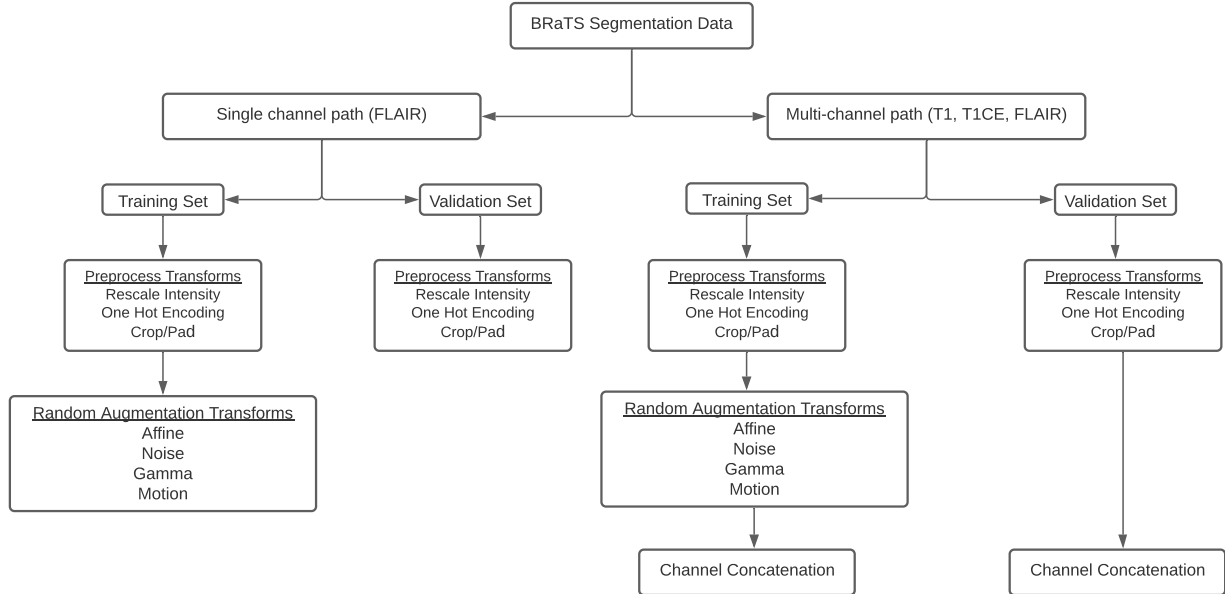 BRaTS Segmentation Data
Single channel path (FLAIR)
Multi-channel path (T1, T1CE, FLAIR)
Training Set
Validation Set
Training Set
Validation Set
Preprocess Transforms
Rescale Intensity
One Hot Encoding
Crop/Pad
Preprocess Transforms
Rescale Intensity
One Hot Encoding
Crop/Pad
Preprocess Transforms
Rescale Intensity
One Hot Encoding
Crop/Pad
Preprocess Transforms
Rescale Intensity
One Hot Encoding
Crop/Pad
Random Augmentation Transforms
Affine
Noise
Gamma
Motion
Random Augmentation Transforms
Affine
Noise
Gamma
Motion
Channel Concatenation
Channel Concatenation